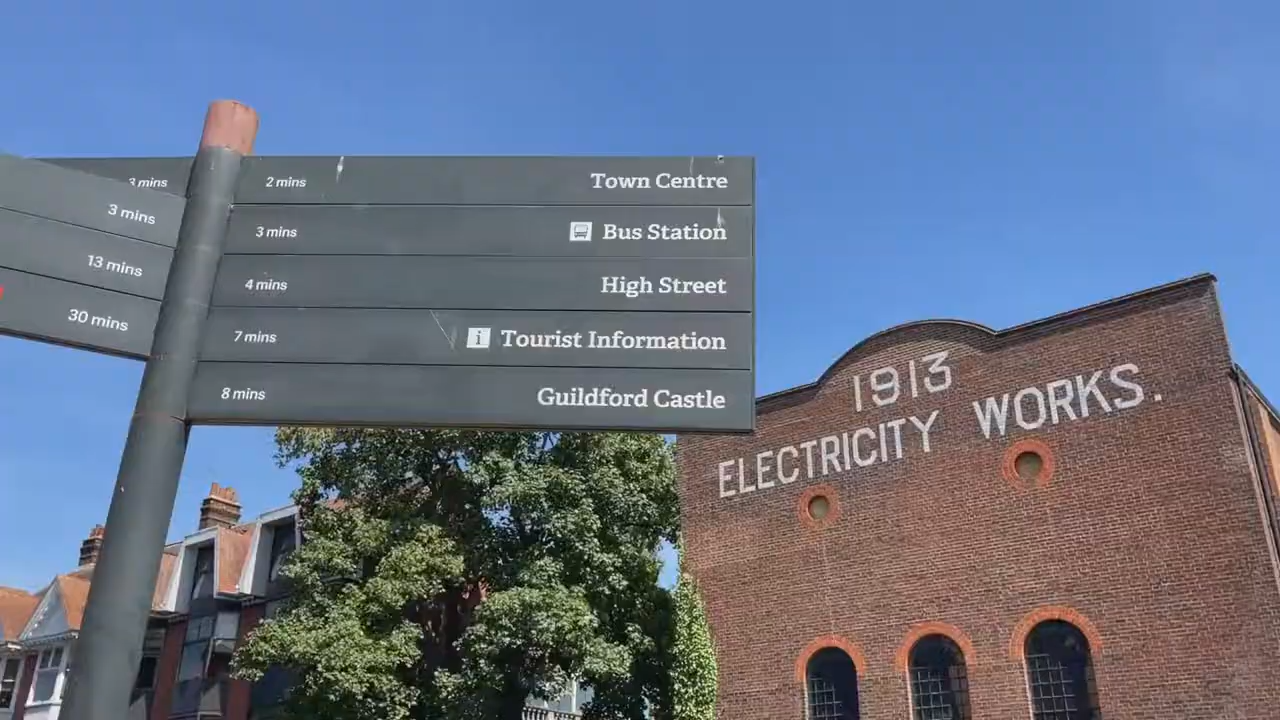 3 mins
3 mins
13 mins
30 mins
2 mins Town Centre
3 mins Bus Station
4 mins High Street
7 mins i Tourist Information
8 mins Guildford Castle
1913
ELECTRICITY WORKS.